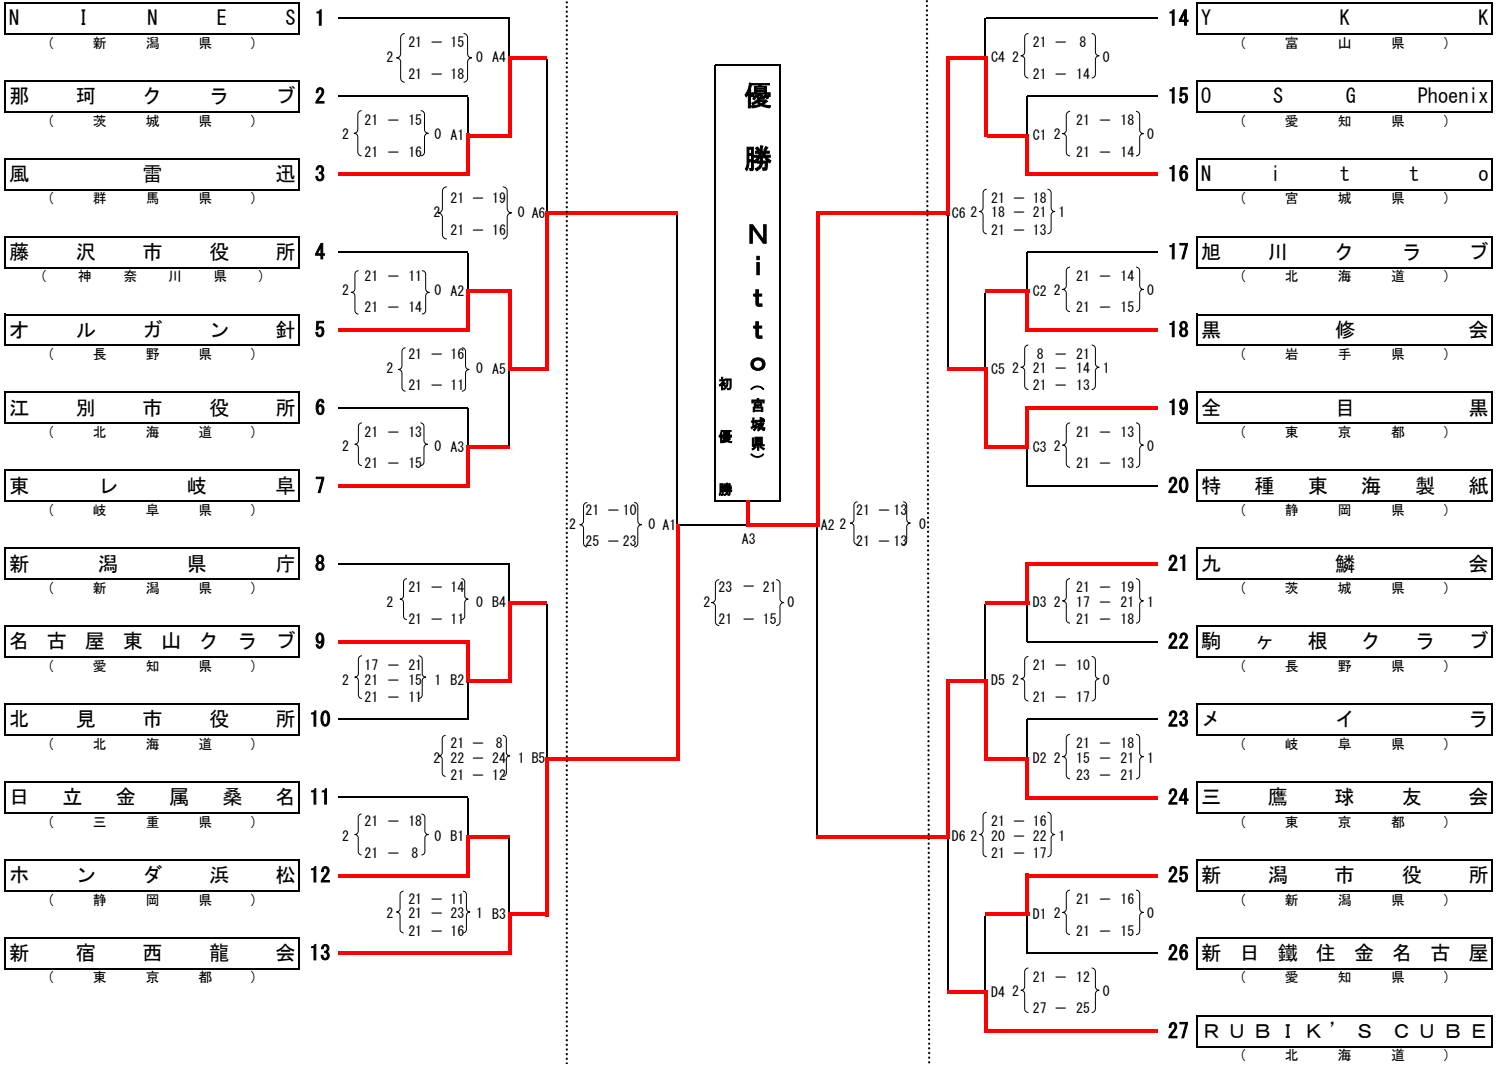 NINES 1
(新潟県)
21 － 15
2 0 A4
21 － 18
那珂クラブ 2
(茨城県)
21 － 15
2 0 A1
21 － 16
風雷迅 3
(群馬県)
21 － 19
2 0 A6
21 － 16
藤沢市役所 4
(神奈川県)
21 － 11
2 0 A2
21 － 14
オルガン針 5
(長野県)
21 － 16
2 0 A5
21 － 11
江別市役所 6
(北海道)
21 － 13
2 0 A3
21 － 15
東レ岐阜 7
(岐阜県)
21 －10
2 0 A1
25 －23
新潟県庁 8
(新潟県)
21 － 14
2 0 B4
21 － 11
名古屋東山クラブ 9
(愛知県)
17 － 21
2 21 － 15 1 B2
21 － 11
北見市役所 10
(北海道)
21 － 8
2 22 － 24 1 B5
21 － 12
日立金属桑名 11
(三重県)
21 － 18
2 0 B1
21 － 8
ホンダ浜松 12
(静岡県)
21 － 11
2 21 － 23 1 B3
21 － 16
新宿西龍会 13
(東京都)
優勝 Nitto(宮城県)
初優勝
A3
23 － 21
2 0
21 － 15
14 YKK
(富山県)
21 － 8
C4 2 0
21 － 14
15 OSG Phoenix
(愛知県)
21 － 18
C1 2 0
21 － 14
16 Nitto
(宮城県)
21 － 18
C6 2 18 － 21 1
21 － 13
17 旭川クラブ
(北海道)
21 － 14
C2 2 0
21 － 15
18 黒修会
(岩手県)
8 － 21
C5 2 21 － 14 1
21 － 13
19 全目黒
(東京都)
21 － 13
C3 2 0
21 － 13
20 特種東海製紙
(静岡県)
21 －13
A2 2 0
21 －13
21 九鱗会
(茨城県)
21 － 19
D3 2 17 － 21 1
21 － 18
22 駒ヶ根クラブ
(長野県)
21 － 10
D5 2 0
21 － 17
23 メイラ
(岐阜県)
21 － 18
D2 2 15 － 21 1
23 － 21
24 三鷹球友会
(東京都)
21 － 16
D6 2 20 － 22 1
21 － 17
25 新潟市役所
(新潟県)
21 － 16
D1 2 0
21 － 15
26 新日鐵住金名古屋
(愛知県)
21 － 12
D4 2 0
27 － 25
27 RUBIK'S CUBE
(北海道)